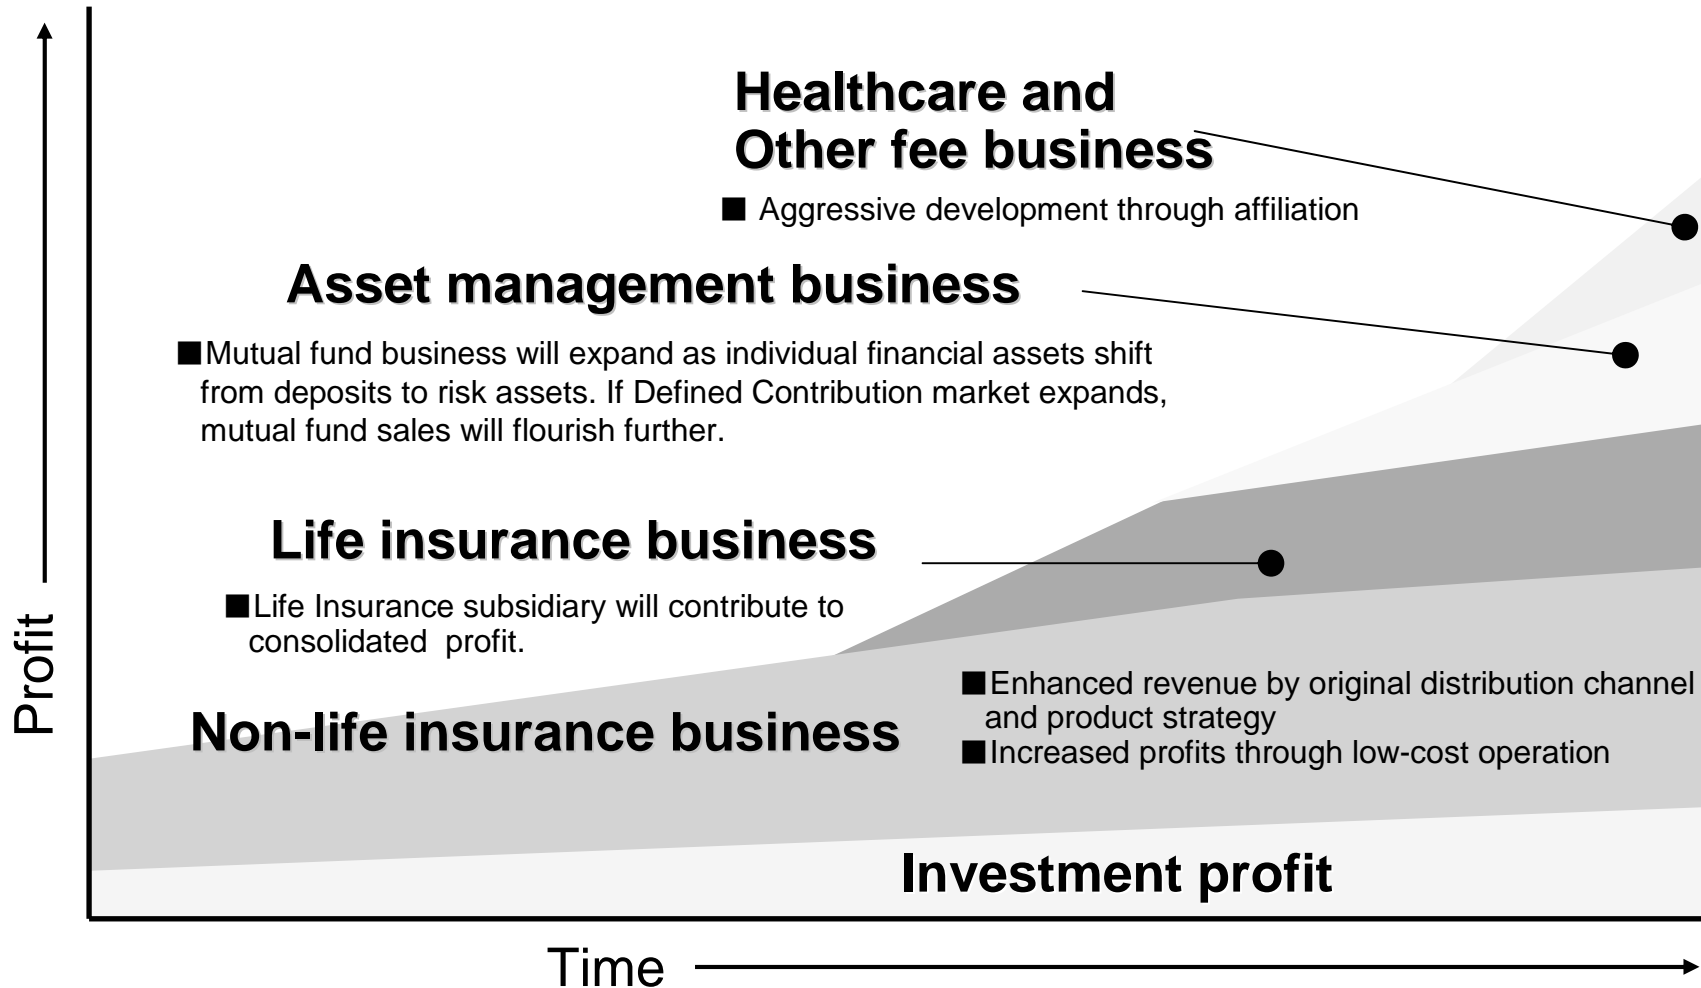 Healthcare and
Other fee business
■ Aggressive development through affiliation
Asset management business
■Mutual fund business will expand as individual financial assets shift
from deposits to risk assets. If Defined Contribution market expands,
mutual fund sales will flourish further.
Life insurance business
■Life Insurance subsidiary will contribute to
consolidated profit.
Non-life insurance business
■Enhanced revenue by original distribution channel
and product strategy
■Increased profits through low-cost operation
Investment profit
Profit
Time